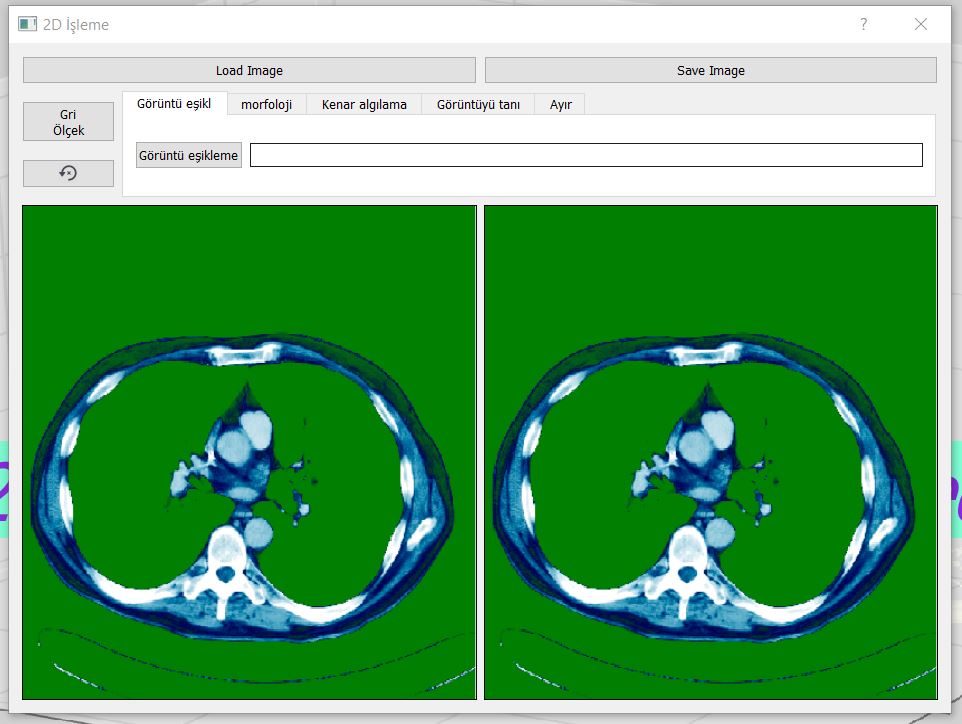 2D İşleme
?
Load Image
Save Image
Gri
Ölçek
Görüntü eşikl
morfoloji
Kenar algılama
Görüntüyü tanı
Ayır
Görüntü eşikleme